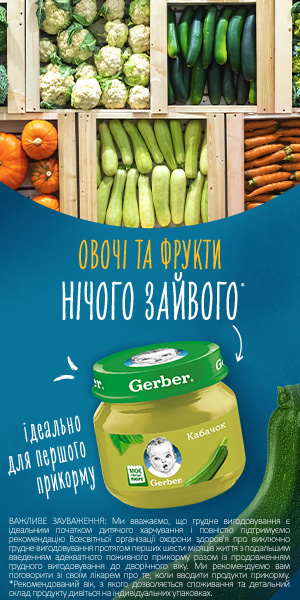 ОВОЧІ ТА ФРУКТИ
НІЧОГО ЗАЙВОГО*
Gerber®
ідеально
для першого
прикорму
Кабачок
Gerber®
ВАЖЛИВЕ ЗАУВАЖЕННЯ: Ми вважаємо, що грудне вигодовування є
ідеальним початком дитячого харчування і повністю підтримуємо
рекомендацію Всесвітньої організації охорони здоров'я про виключно
грудне вигодовування протягом перших шести місяців життя з подальшим
введенням адекватного поживного прикорму разом із продовженням
грудного вигодовування до дворічного віку. Ми рекомендуємо вам
поговорити зі своїм лікарем про те, коли вводити продукти прикорму.
*Рекомендований вік, з якого дозволяється споживання та детальний
склад продукту дивіться на індивідуальних упаковках.